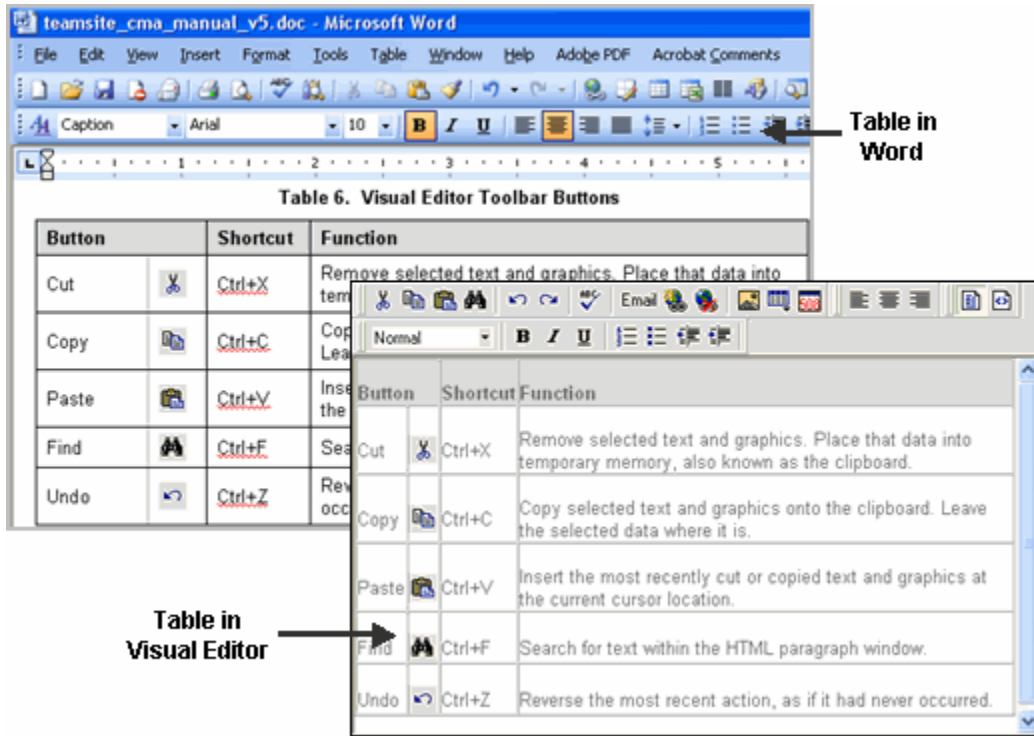 teamsite_cma_manual_v5.doc - Microsoft Word
File Edit View Insert Format Tools Table Window Help Adobe PDF Acrobat Comments
Caption Arial 10 B I U
1 2 3 4 5
Table in
Word
Table 6. Visual Editor Toolbar Buttons
Button Shortcut Function
Cut Ctrl+X Remove selected text and graphics. Place that data into
Copy Ctrl+C
Paste Ctrl+V
the
Find Ctrl+F
Undo Ctrl+Z
ABC Email
Normal B I U
Button Shortcut Function
Cut Ctrl+X Remove selected text and graphics. Place that data into
temporary memory, also known as the clipboard.
Copy Ctrl+C Copy selected text and graphics onto the clipboard. Leave
the selected data where it is.
Paste Ctrl+V Insert the most recently cut or copied text and graphics at
the current cursor location.
Find Ctrl+F Search for text within the HTML paragraph window.
Undo Ctrl+Z Reverse the most recent action, as if it had never occurred.
Table in
Visual Editor